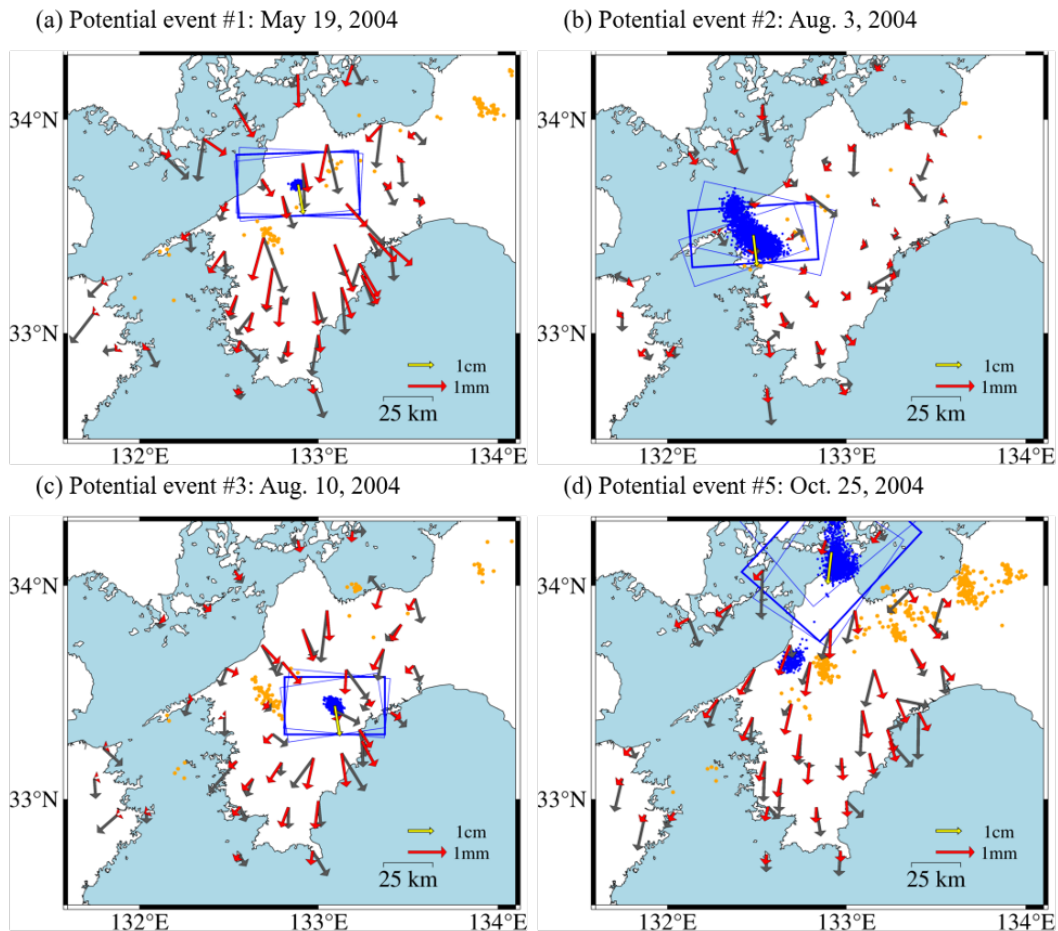 (a) Potential event #1: May 19, 2004
(b) Potential event #2: Aug. 3, 2004
34°N
34°N
33°N
33°N
1cm
1mm
25 km
1cm
1mm
25 km
132°E
133°E
134°E
132°E
133°E
134°E
(c) Potential event #3: Aug. 10, 2004
(d) Potential event #5: Oct. 25, 2004
34°N
34°N
33°N
33°N
1cm
1mm
25 km
1cm
1mm
25 km
132°E
133°E
134°E
132°E
133°E
134°E